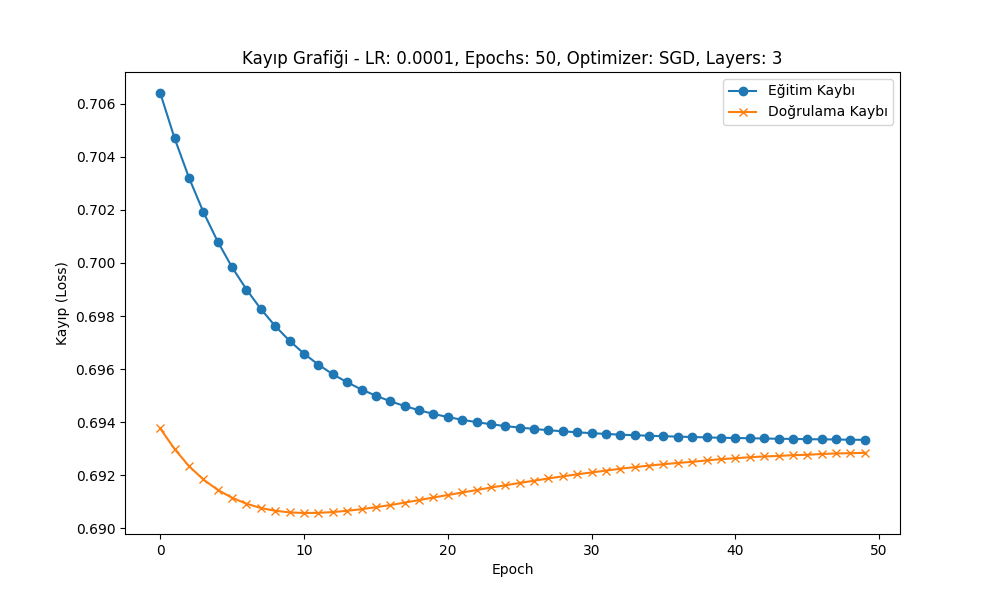 Kayıp Grafiği - LR: 0.0001, Epochs: 50, Optimizer: SGD, Layers: 3
Eğitim Kaybı
Doğrulama Kaybı
Kayıp (Loss)
0.706
0.704
0.702
0.700
0.698
0.696
0.694
0.692
0.690
0 10 20 30 40 50
Epoch